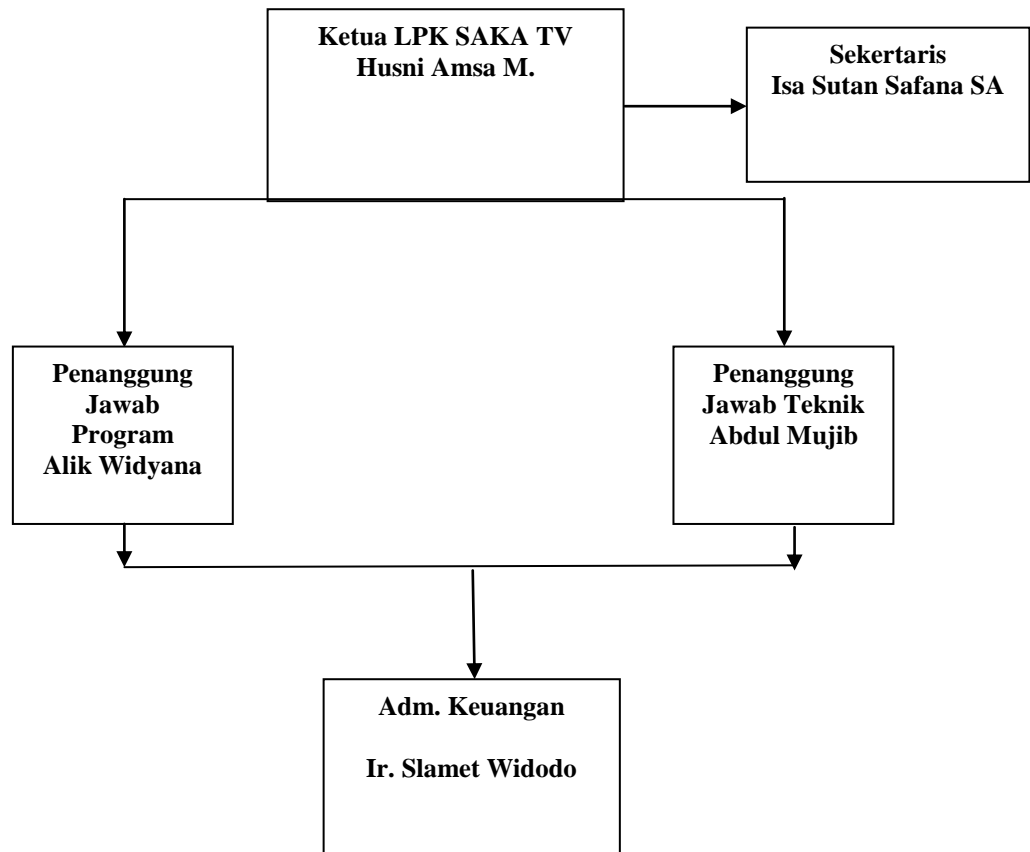 Ketua LPK SAKA TV
Husni Amsa M.
Sekertaris
Isa Sutan Safana SA
Penanggung
Jawab
Program
Alik Widyana
Penanggung
Jawab Teknik
Abdul Mujib
Adm. Keuangan
Ir. Slamet Widodo